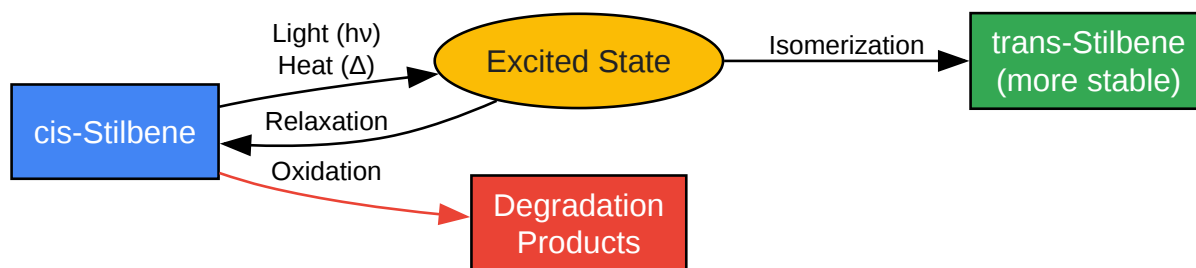 Light (hν)
Heat (Δ)
Excited State
Isomerization
trans-Stilbene
(more stable)
cis-Stilbene
Relaxation
Oxidation
Degradation
Products